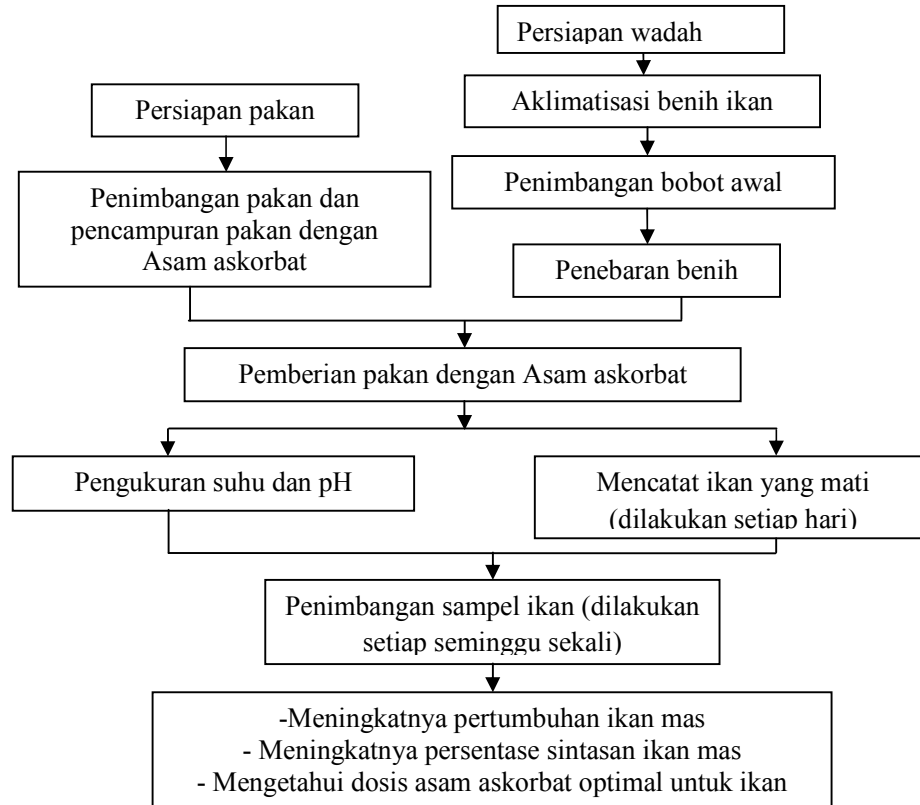 Persiapan wadah
Aklimatisasi benih ikan
Persiapan pakan
Penimbangan bobot awal
Penimbangan pakan dan
pencampuran pakan dengan
Asam askorbat
Penebaran benih
Pemberian pakan dengan Asam askorbat
Pengukuran suhu dan pH
Mencatat ikan yang mati
(dilakukan setiap hari)
Penimbangan sampel ikan (dilakukan
setiap seminggu sekali)
-Meningkatnya pertumbuhan ikan mas
- Meningkatnya persentase sintasan ikan mas
- Mengetahui dosis asam askorbat optimal untuk ikan